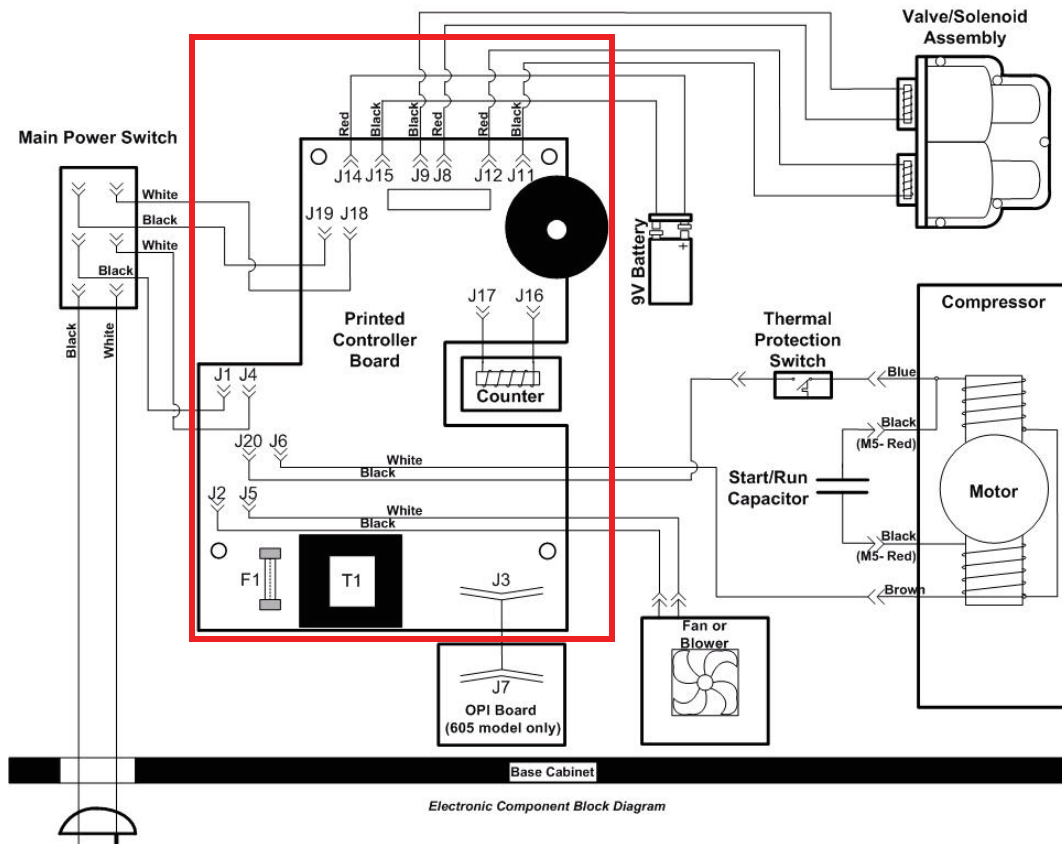 Valve/Solenoid
Assembly
Main Power Switch
Red
Black
Black
Red
Red
Black
J14
J15
J9
J8
J12
J11
White
Black
White
Black
J19
J18
9V Battery
+
Black
White
Printed
Controller
Board
J17
J16
Counter
Compressor
Thermal
Protection
Switch
Blue
Black
(M5- Red)
Start/Run
Capacitor
Motor
Black
(M5- Red)
Brown
J1
J4
J20
J6
White
Black
J2
J5
White
Black
F1
T1
J3
J7
OPI Board
(605 model only)
Fan or
Blower
Base Cabinet
Electronic Component Block Diagram